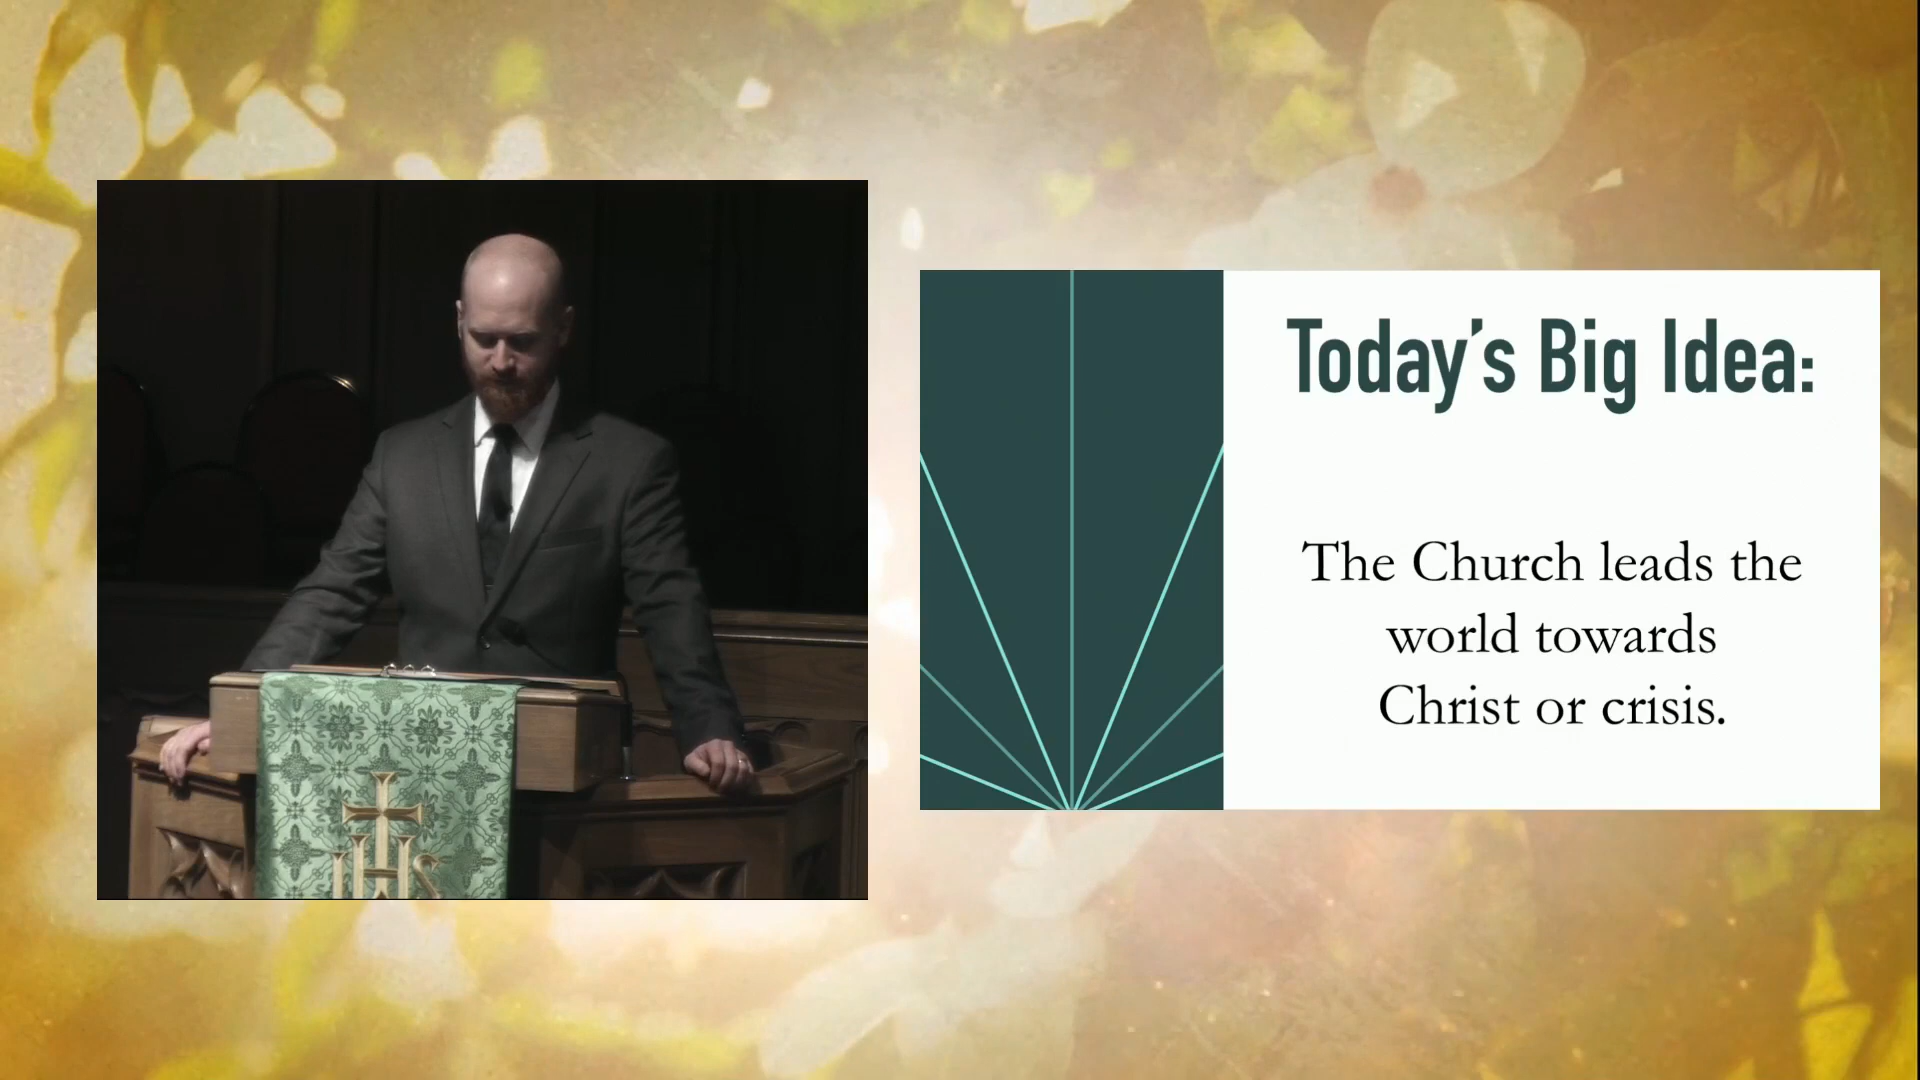 Today's Big Idea:
The Church leads the
world towards
Christ or crisis.
IHS